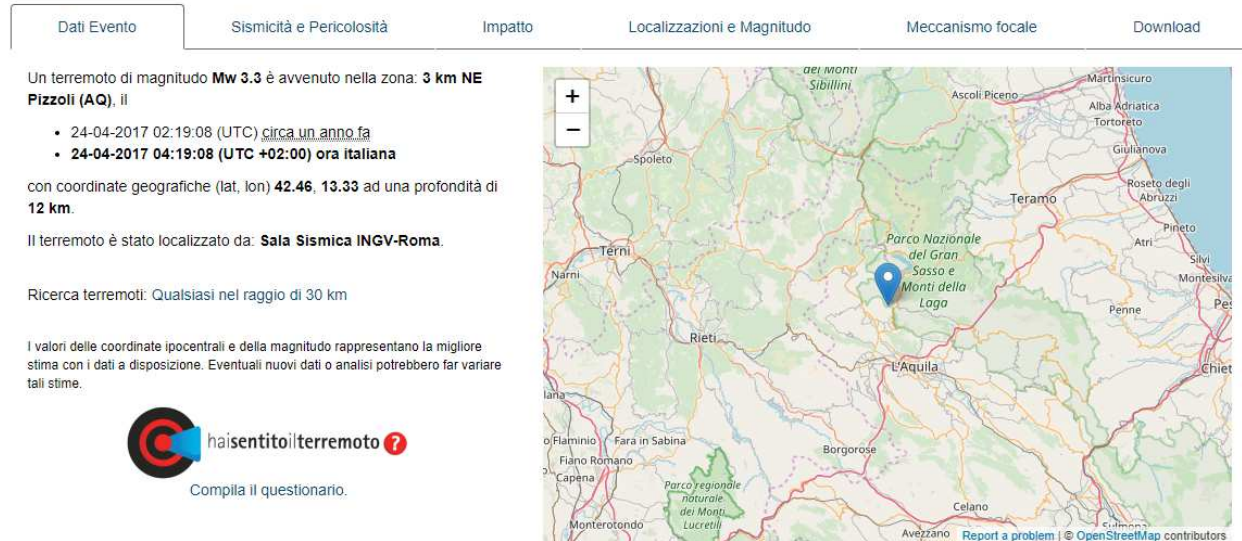 Dati Evento
Sismicità e Pericolosità
Impatto
Localizzazioni e Magnitudo
Meccanismo focale
Download
Un terremoto di magnitudo Mw 3.3 è avvenuto nella zona: 3 km NE
Pizzoli (AQ), il
• 24-04-2017 02:19:08 (UTC) circa un anno fa
• 24-04-2017 04:19:08 (UTC +02:00) ora italiana
con coordinate geografiche (lat, lon) 42.46, 13.33 ad una profondità di
12 km.
Il terremoto è stato localizzato da: Sala Sismica INGV-Roma.
Ricerca terremoti: Qualsiasi nel raggio di 30 km
I valori delle coordinate ipocentrali e della magnitudo rappresentano la migliore
stima con i dati a disposizione. Eventuali nuovi dati o analisi potrebbero far variare
tali stime.
haisentitoilterremoto ?
Compila il questionario.
+
−
dei Monti
Sibillini
Ascoli Piceno
Martinsicuro
Alba Adriatica
Tortoreto
Giulianova
Spoleto
Teramo
Roseto degli
Abruzzi
Pineto
Atri
Silvi
Montesilva
Terni
Narni
Parco Nazionale
del Gran
Sasso e
Monti della
Laga
Penne
Pes
Rieti
L'Aquila
Chiet
lana
o Flaminio
Fara in Sabina
Fiano Romano
Capena
Borgorose
Parco regionale
naturale
dei Monti
Lucretili
Monterotondo
Celano
Avezzano
Sulmona
Report a problem | © OpenStreetMap contributors